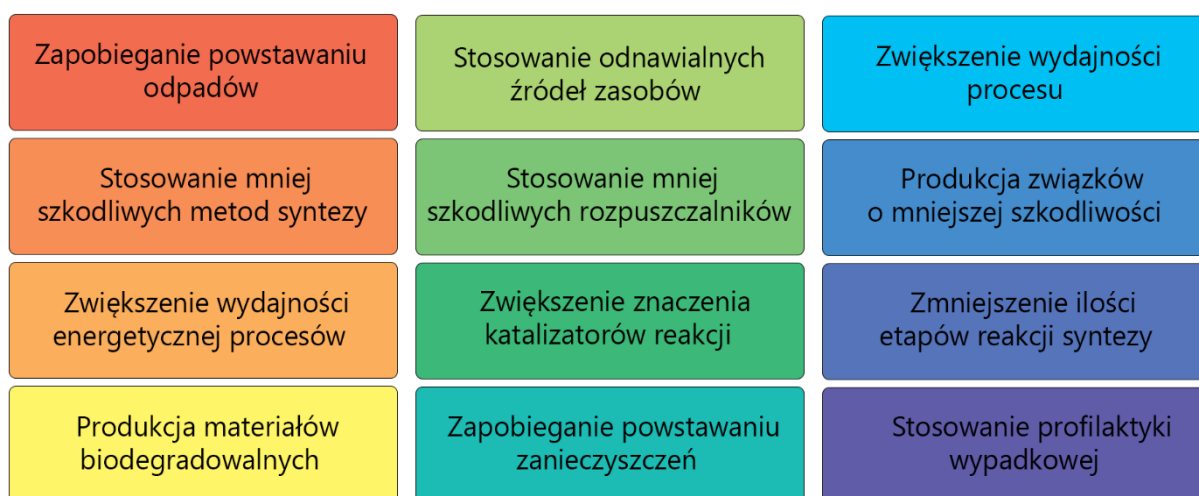 Zapobieganie powstawaniu
odpadów
Stosowanie odnawialnych
źródeł zasobów
Zwiększenie wydajności
procesu
Stosowanie mniej
szkodliwych metod syntezy
Stosowanie mniej
szkodliwych rozpuszczalników
Produkcja związków
o mniejszej szkodliwości
Zwiększenie wydajności
energetycznej procesów
Zwiększenie znaczenia
katalizatorów reakcji
Zmniejszenie ilości
etapów reakcji syntezy
Produkcja materiałów
biodegradowalnych
Zapobieganie powstawaniu
zanieczyszczeń
Stosowanie profilaktyki
wypadkowej